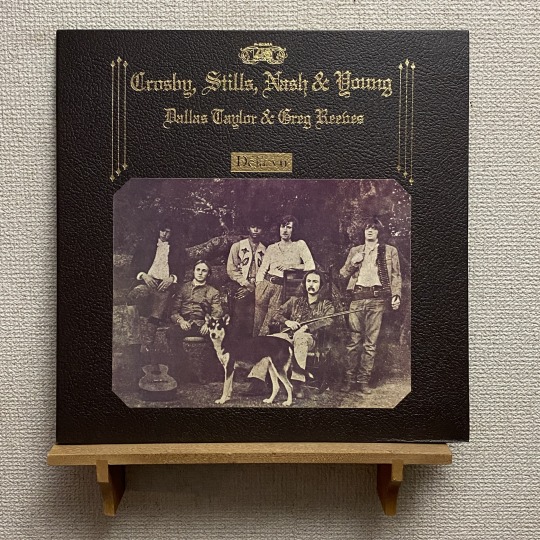 Crosby, Stills, Nash & Young
Dallas Taylor & Greg Reeves
Déjà vu